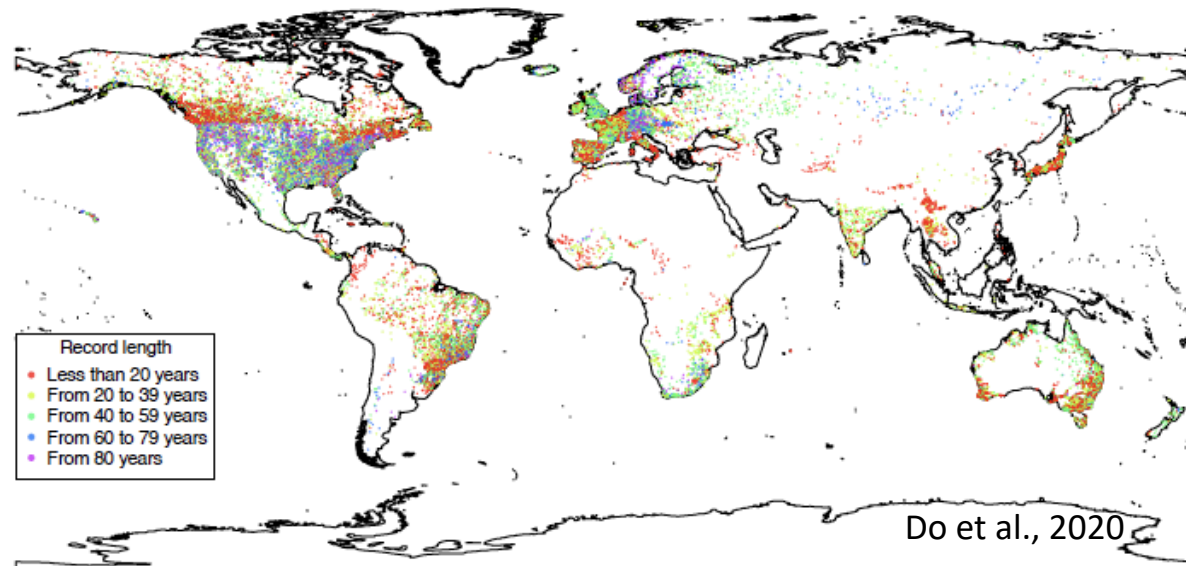 Record length
Less than 20 years
From 20 to 39 years
From 40 to 59 years
From 60 to 79 years
From 80 years
Do et al., 2020